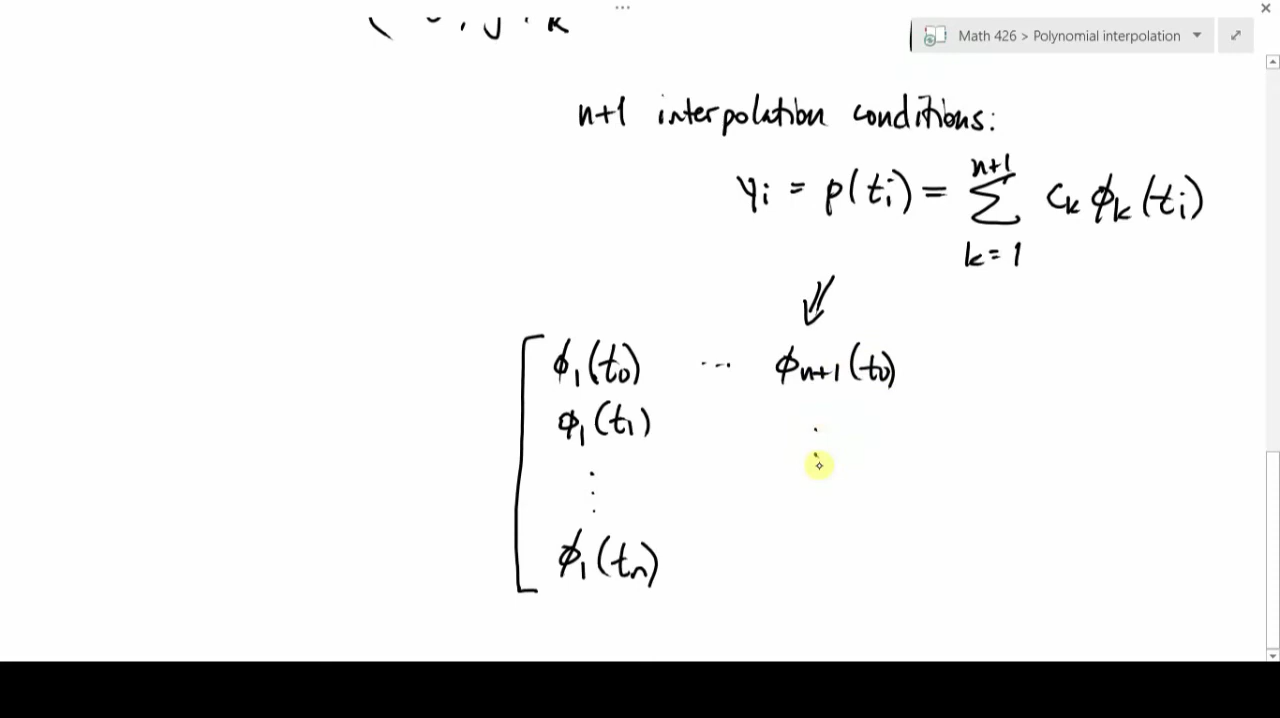 Math 426 > Polynomial interpolation
n+1 interpolation conditions:
yi = p(ti) = Σ_{k=1}^{n+1} ck ϕk(ti)
⇓
ϕ1(t0) ... ϕn+1(t0)
ϕ1(t1) .
⋮ .
ϕ1(tn)